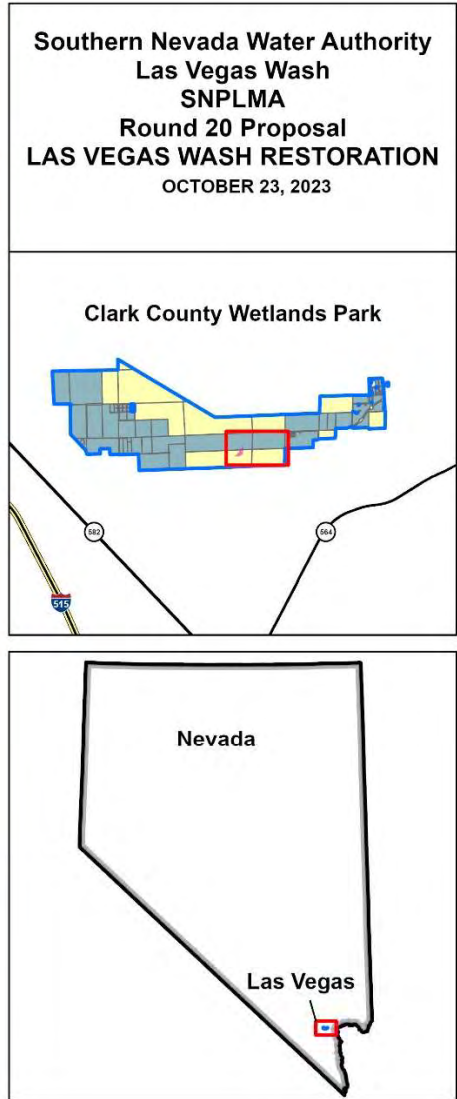 Southern Nevada Water Authority
Las Vegas Wash
SNPLMA
Round 20 Proposal
LAS VEGAS WASH RESTORATION
OCTOBER 23, 2023
Clark County Wetlands Park
582
564
515
Nevada
Las Vegas